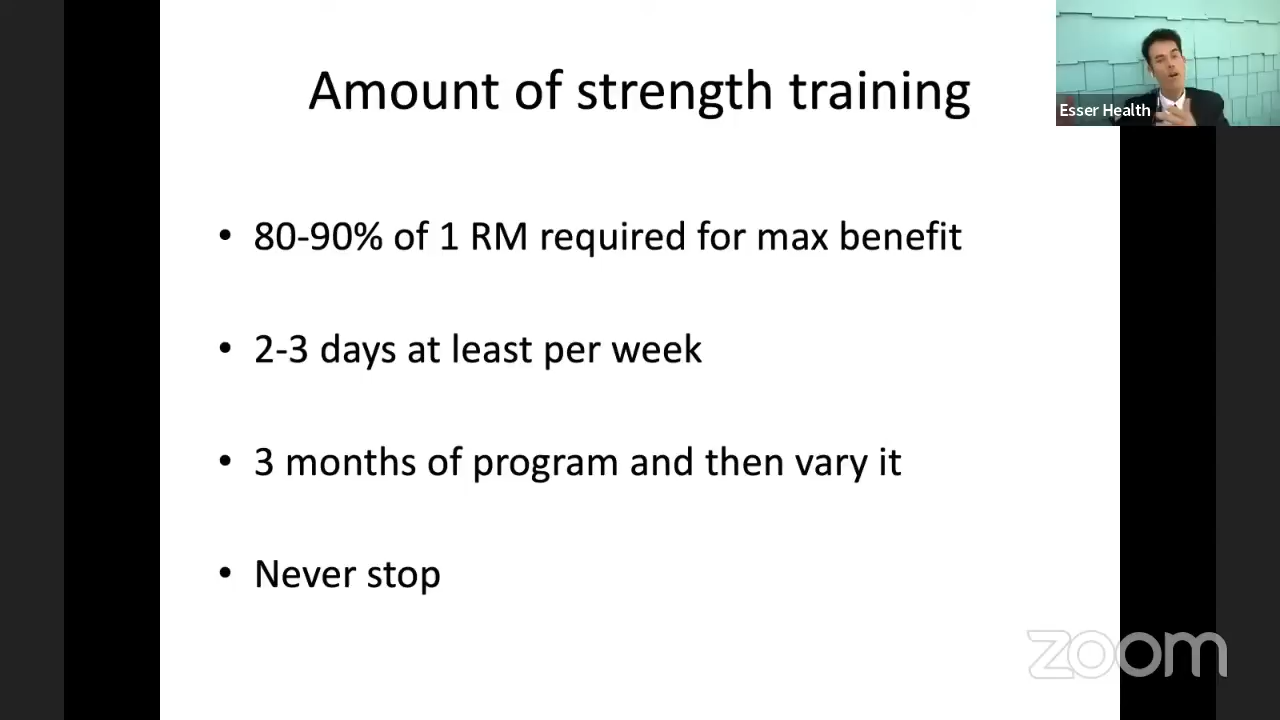 Amount of strength training
Esser Health
• 80-90% of 1 RM required for max benefit
• 2-3 days at least per week
• 3 months of program and then vary it
• Never stop
zoom